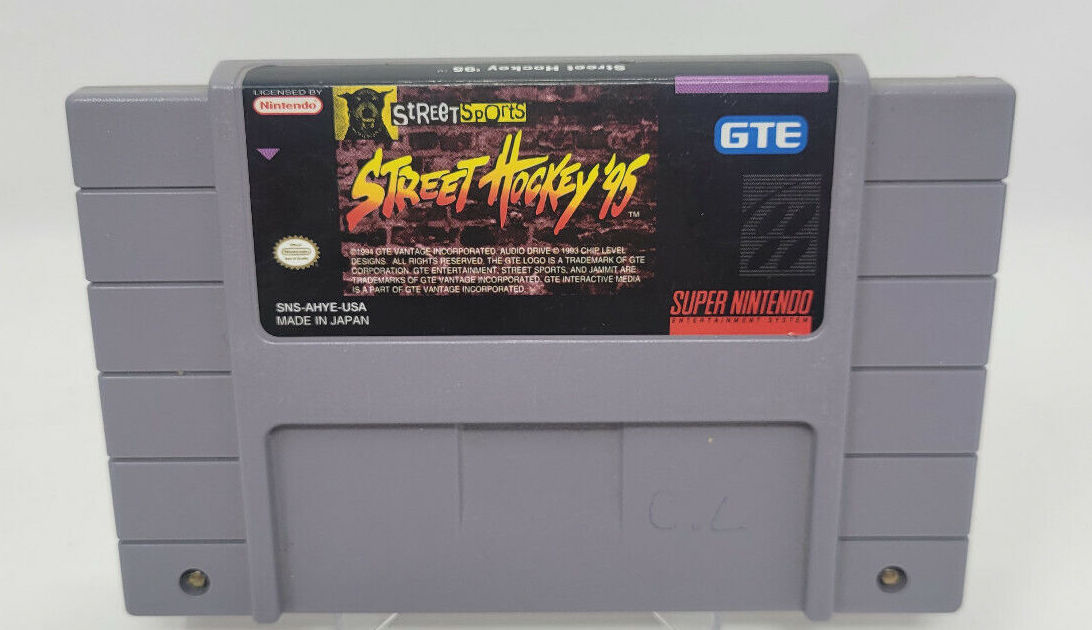 Street Hockey '95 ™
LICENSED BY
Nintendo
STREETSpOrtS
STREET HOCKEY '95 ™
GTE
©1994 GTE VANTAGE INCORPORATED. AUDIO DRIVE © 1993 CHIP LEVEL
DESIGNS. ALL RIGHTS RESERVED. THE GTE LOGO IS A TRADEMARK OF GTE
CORPORATION. GTE ENTERTAINMENT, STREET SPORTS, AND JAMMIT ARE
TRADEMARKS OF GTE VANTAGE INCORPORATED. GTE INTERACTIVE MEDIA
IS A PART OF GTE VANTAGE INCORPORATED.
SNS-AHYE-USA
MADE IN JAPAN
SUPER NINTENDO
ENTERTAINMENT SYSTEM
C.L